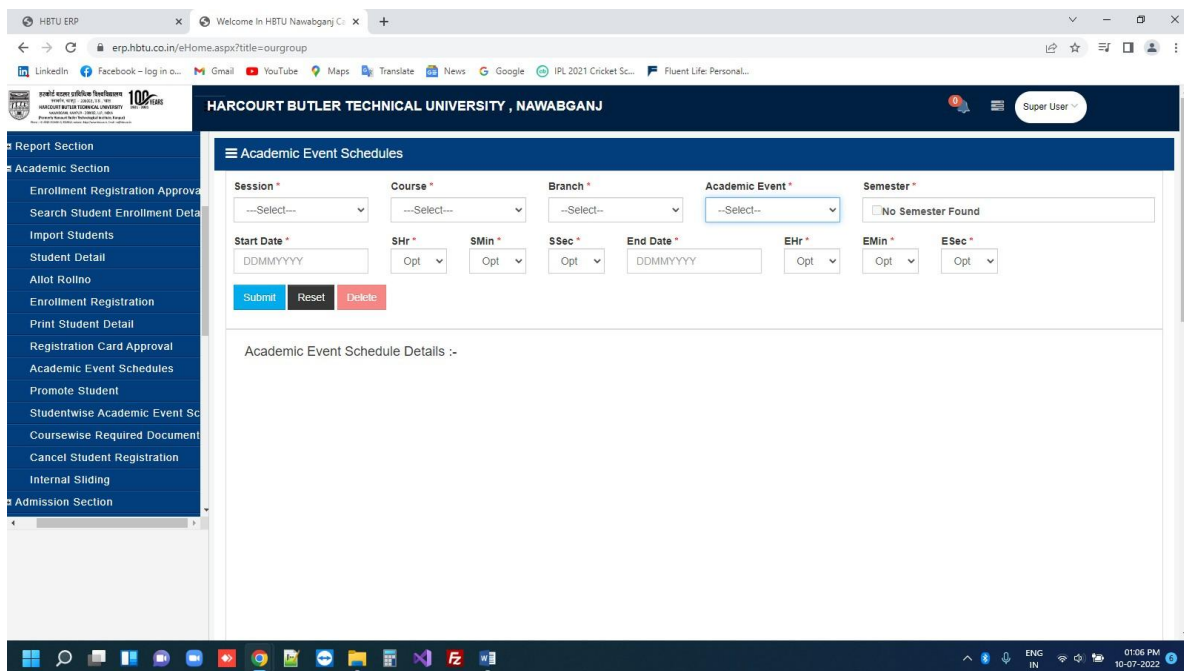 HBTU ERP
Welcome In HBTU Nawabganj Ca
erp.hbtu.co.in/eHome.aspx?title=ourgroup
LinkedIn Facebook – log in o... Gmail YouTube Maps Translate News Google IPL 2021 Cricket Sc... Fluent Life: Personal...
100 YEARS
HARCOURT BUTLER TECHNICAL UNIVERSITY , NAWABGANJ
0
Super User
Report Section
Academic Section
Enrollment Registration Approva
Search Student Enrollment Deta
Import Students
Student Detail
Allot Rollno
Enrollment Registration
Print Student Detail
Registration Card Approval
Academic Event Schedules
Promote Student
Studentwise Academic Event Sc
Coursewise Required Document
Cancel Student Registration
Internal Sliding
Admission Section
Academic Event Schedules
Session * Course * Branch * Academic Event * Semester *
---Select--- ---Select--- --Select-- --Select-- No Semester Found
Start Date * SHr * SMin * SSec * End Date * EHr * EMin * ESec *
DDMMYYYY Opt Opt Opt DDMMYYYY Opt Opt Opt
Submit Reset Delete
Academic Event Schedule Details :-
ENG 01:06 PM
IN 10-07-2022 6